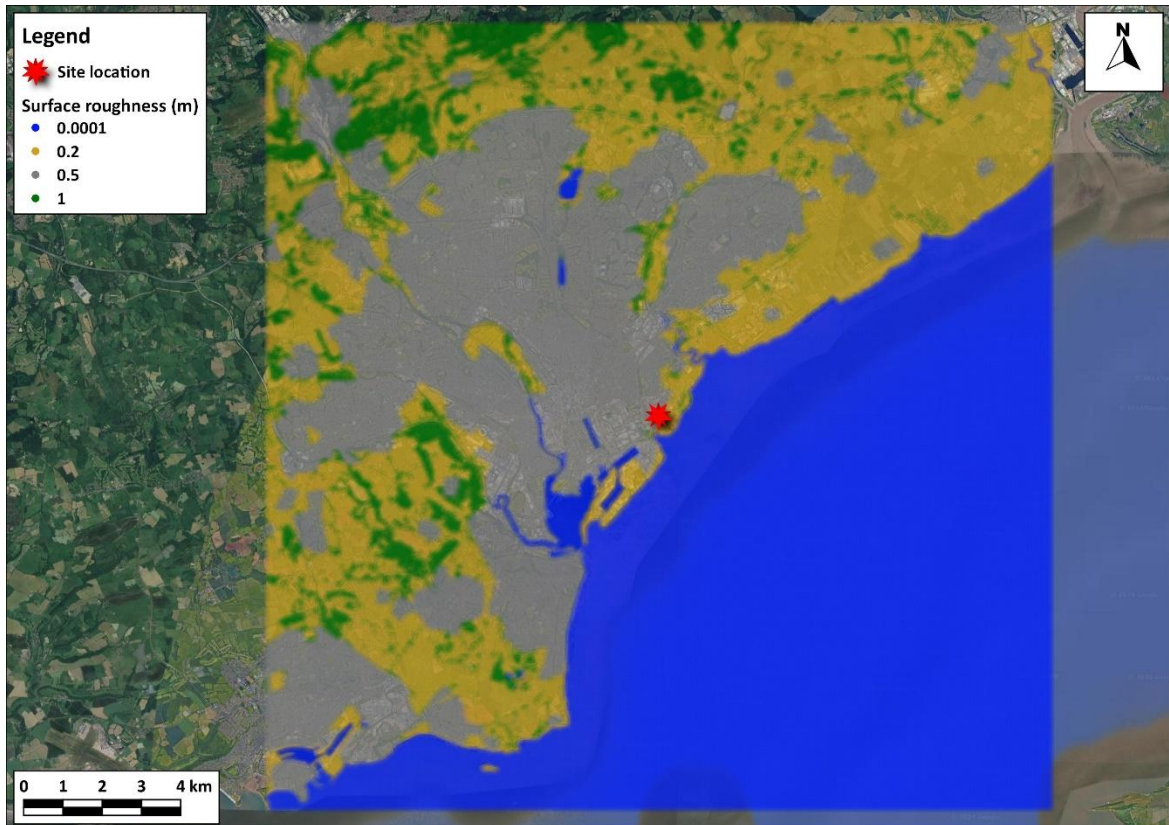 Legend
Site location
Surface roughness (m)
0.0001
0.2
0.5
1
N
0 1 2 3 4 km